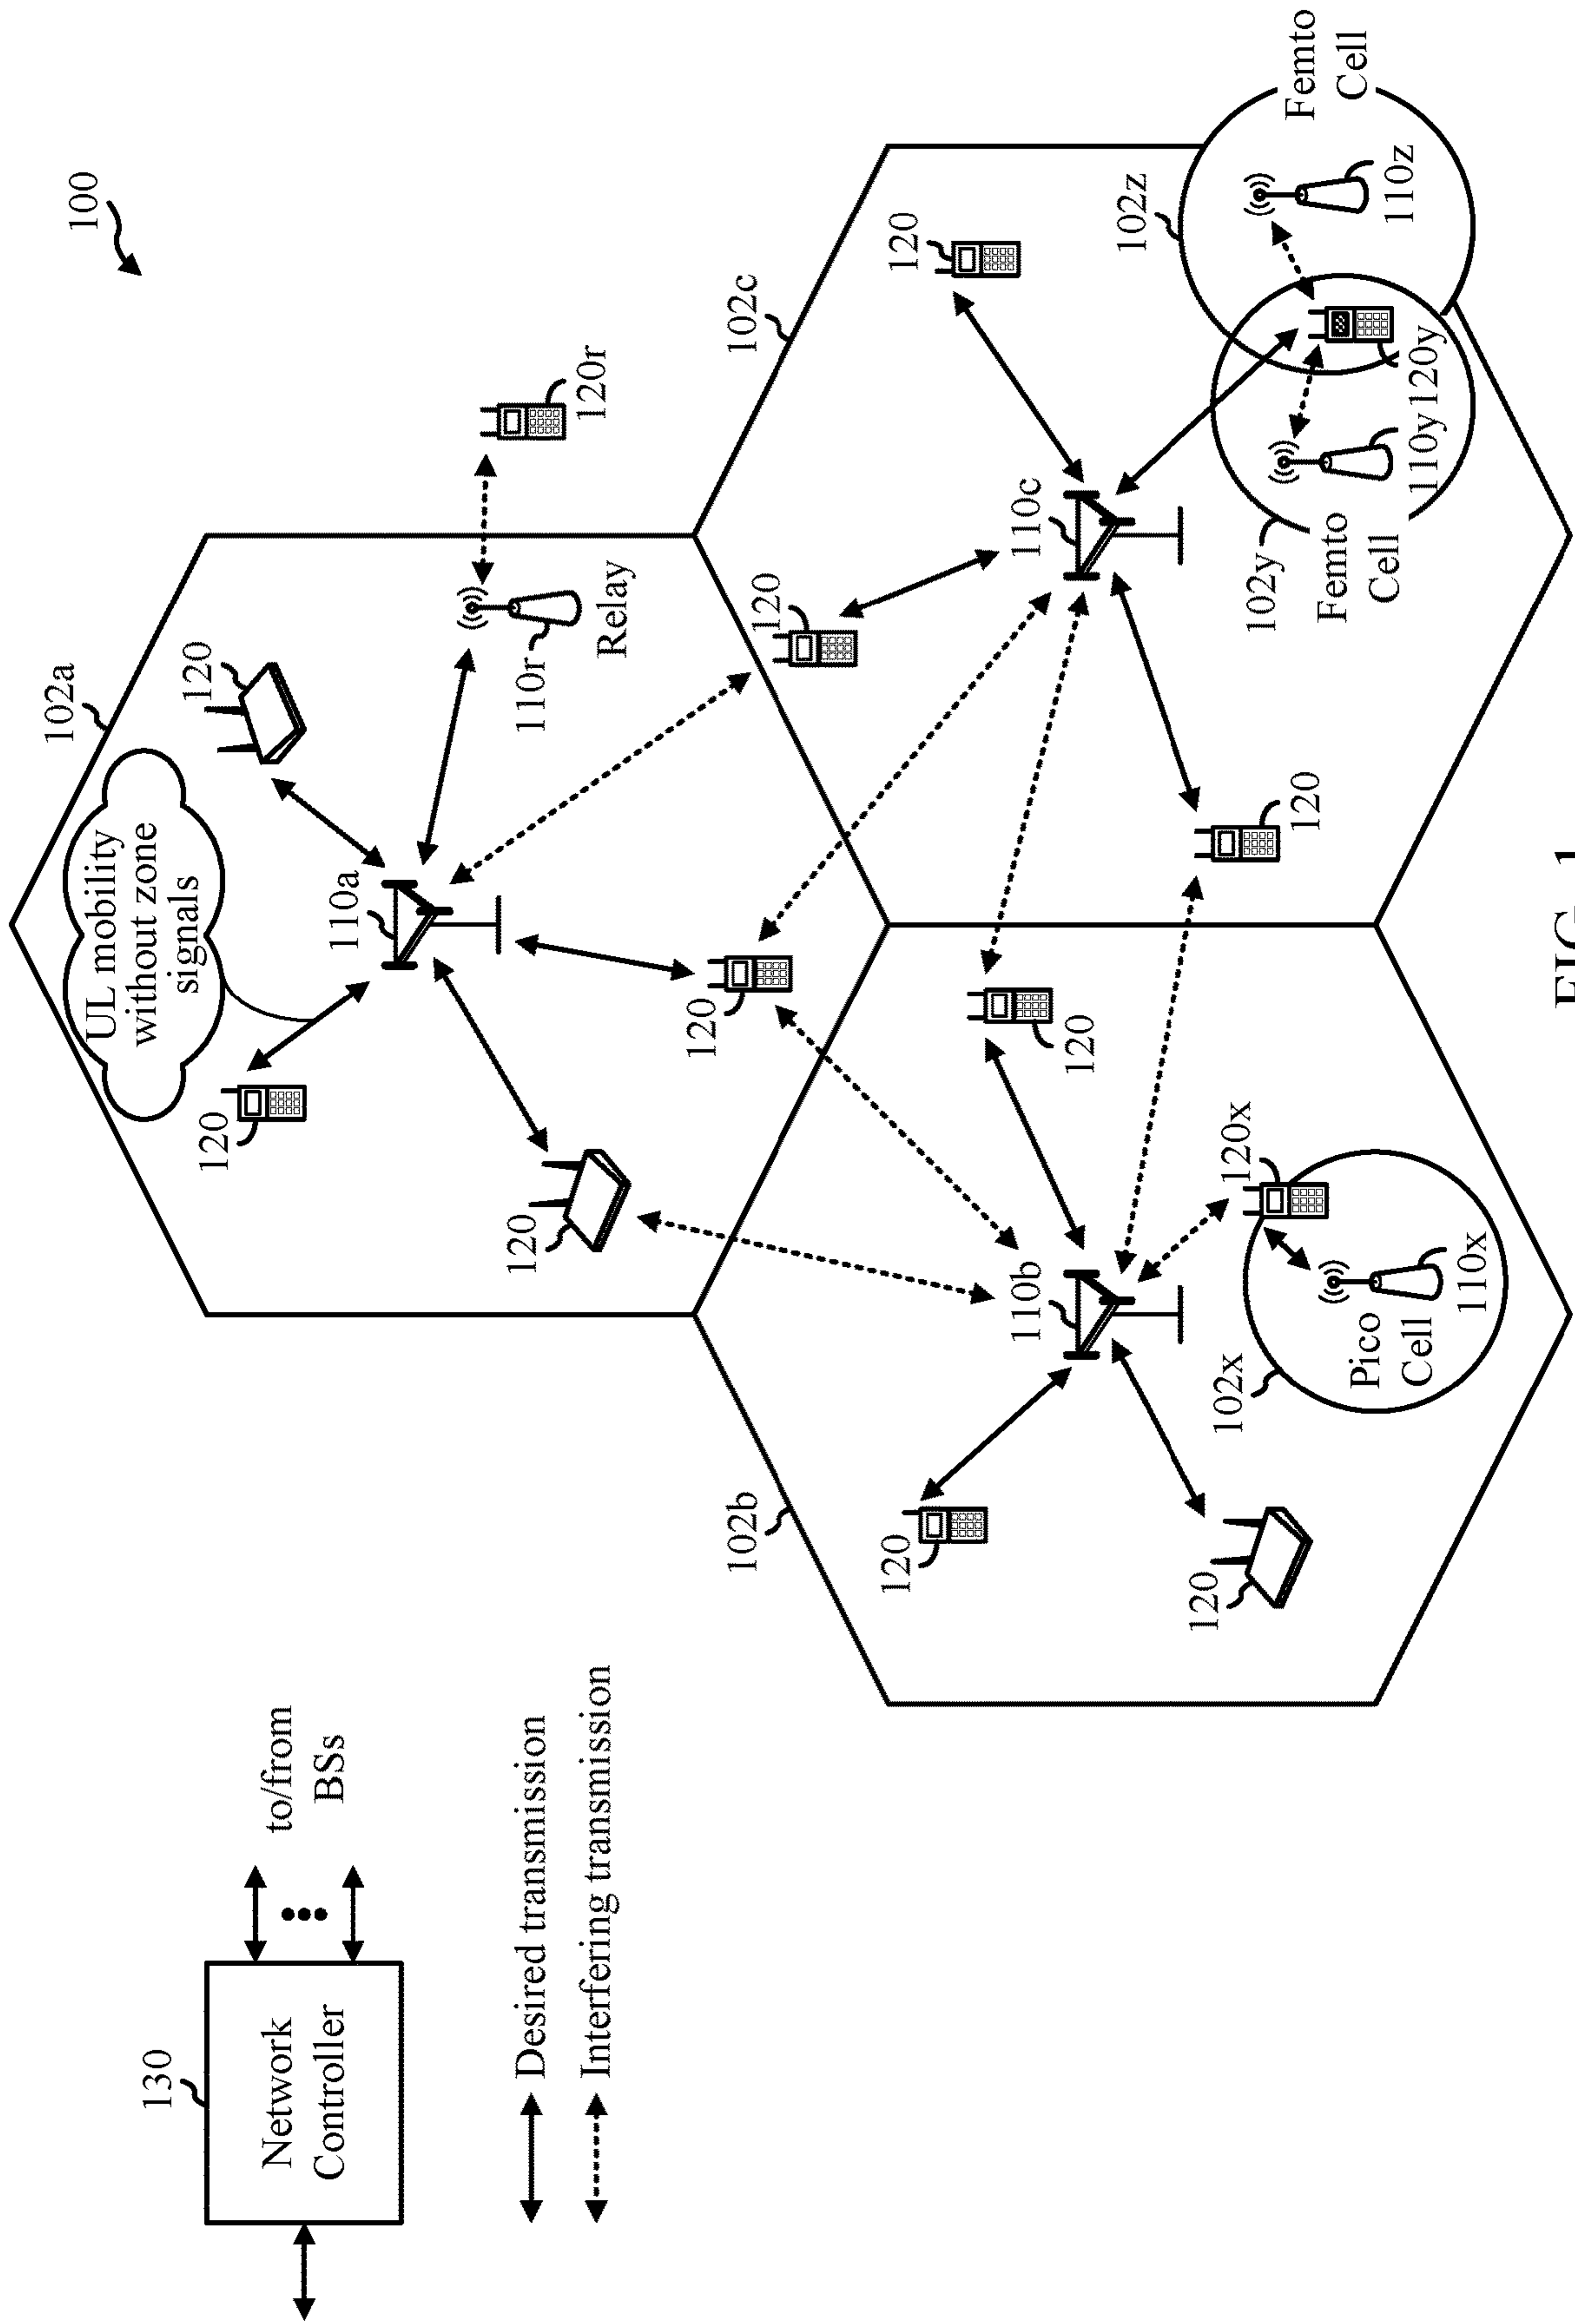 100
130
Network
Controller
to/from
BSs
Desired transmission
Interfering transmission
102a
UL mobility
without zone
signals
120
120
110a
120
120
110r
Relay
120r
102b
120
120
110b
120
102x
Pico
Cell
110x
120x
102c
120
120
110c
120
102y
Femto
Cell
110y
120y
102z
110z
Femto
Cell
FIG. 1